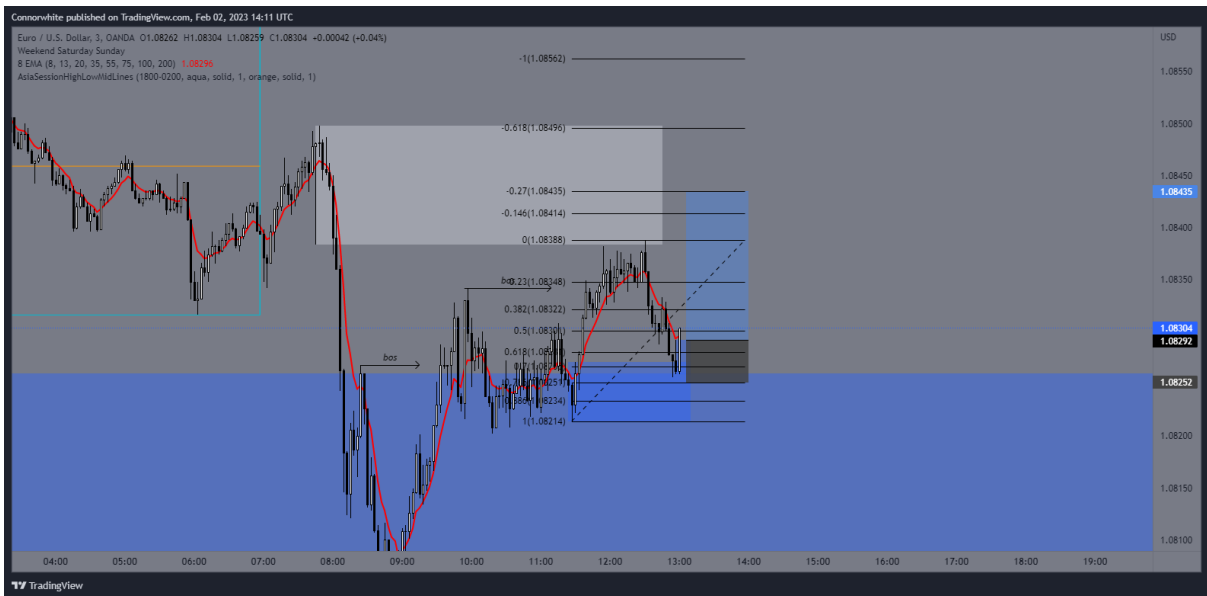 Connorwhite published on TradingView.com, Feb 02, 2023 14:11 UTC
Euro / U.S. Dollar, 3, OANDA O1.08262 H1.08304 L1.08259 C1.08304 +0.00042 (+0.04%)
USD
Weekend Saturday Sunday
8 EMA (8, 13, 20, 35, 55, 75, 100, 200) 1.08296
AsiaSessionHighLowMidLines (1800-0200, aqua, solid, 1, orange, solid, 1)
-1(1.08562)
1.08550
-0.618(1.08496)
1.08500
1.08450
-0.27(1.08435)
1.08435
-0.146(1.08414)
1.08400
0(1.08388)
1.08350
bos
0.23(1.08348)
0.382(1.08322)
1.08304
0.5(1.08301)
1.08292
0.618(1.08
bos
1.08252
1.08234)
1(1.08214)
1.08200
1.08150
1.08100
04:00 05:00 06:00 07:00 08:00 09:00 10:00 11:00 12:00 13:00 15:00 16:00 17:00 18:00 19:00
TradingView